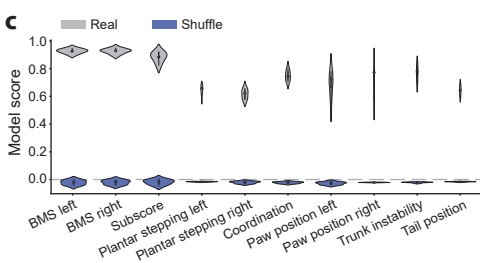 c
Real
Shuffle
Model score
1.0
0.8
0.6
0.4
0.2
0.0
BMS left
BMS right
Subscore
Plantar stepping left
Plantar stepping right
Coordination
Paw position left
Paw position right
Trunk instability
Tail position